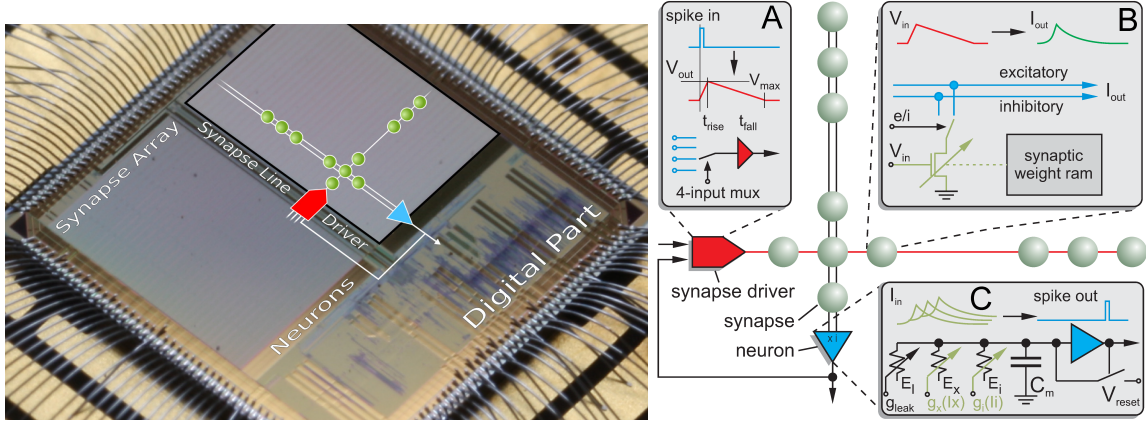 Synapse Array
Synapse Line
Driver
Neurons
Digital Part
A
spike in
V_out
V_max
t_rise
t_fall
4-input mux
synapse driver
synapse
neuron
x i
B
V_in
I_out
excitatory
inhibitory
I_out
e/i
V_in
synaptic
weight ram
C
I_in
spike out
E_l
E_x
E_i
C_m
g_leak
g_x(Ix)
g_i(Ii)
V_reset